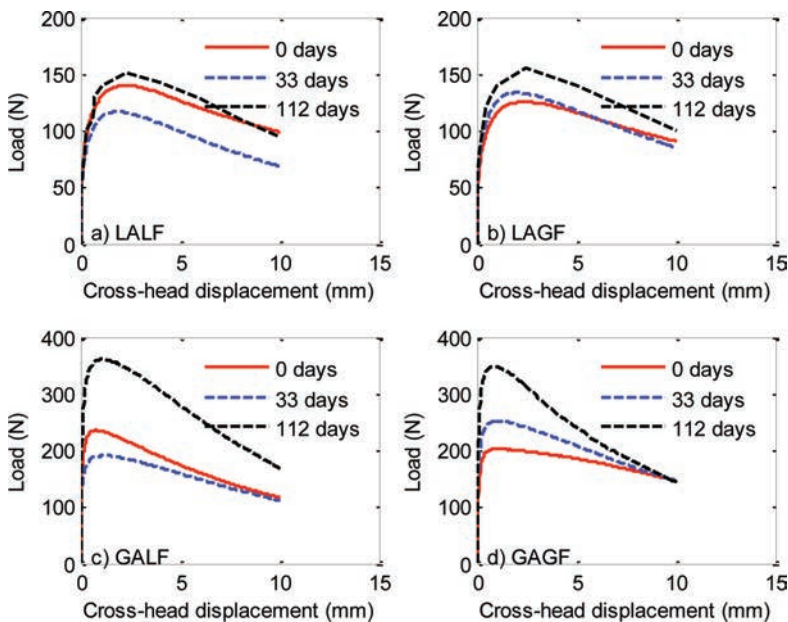 200
150
100
50
0
Load (N)
0 days
33 days
112 days
a) LALF
0 5 10 15
Cross-head displacement (mm)
200
150
100
50
0
Load (N)
0 days
33 days
112 days
b) LAGF
0 5 10 15
Cross-head displacement (mm)
400
300
200
100
0
Load (N)
0 days
33 days
112 days
c) GALF
0 5 10 15
Cross-head displacement (mm)
400
300
200
100
0
Load (N)
0 days
33 days
112 days
d) GAGF
0 5 10 15
Cross-head displacement (mm)